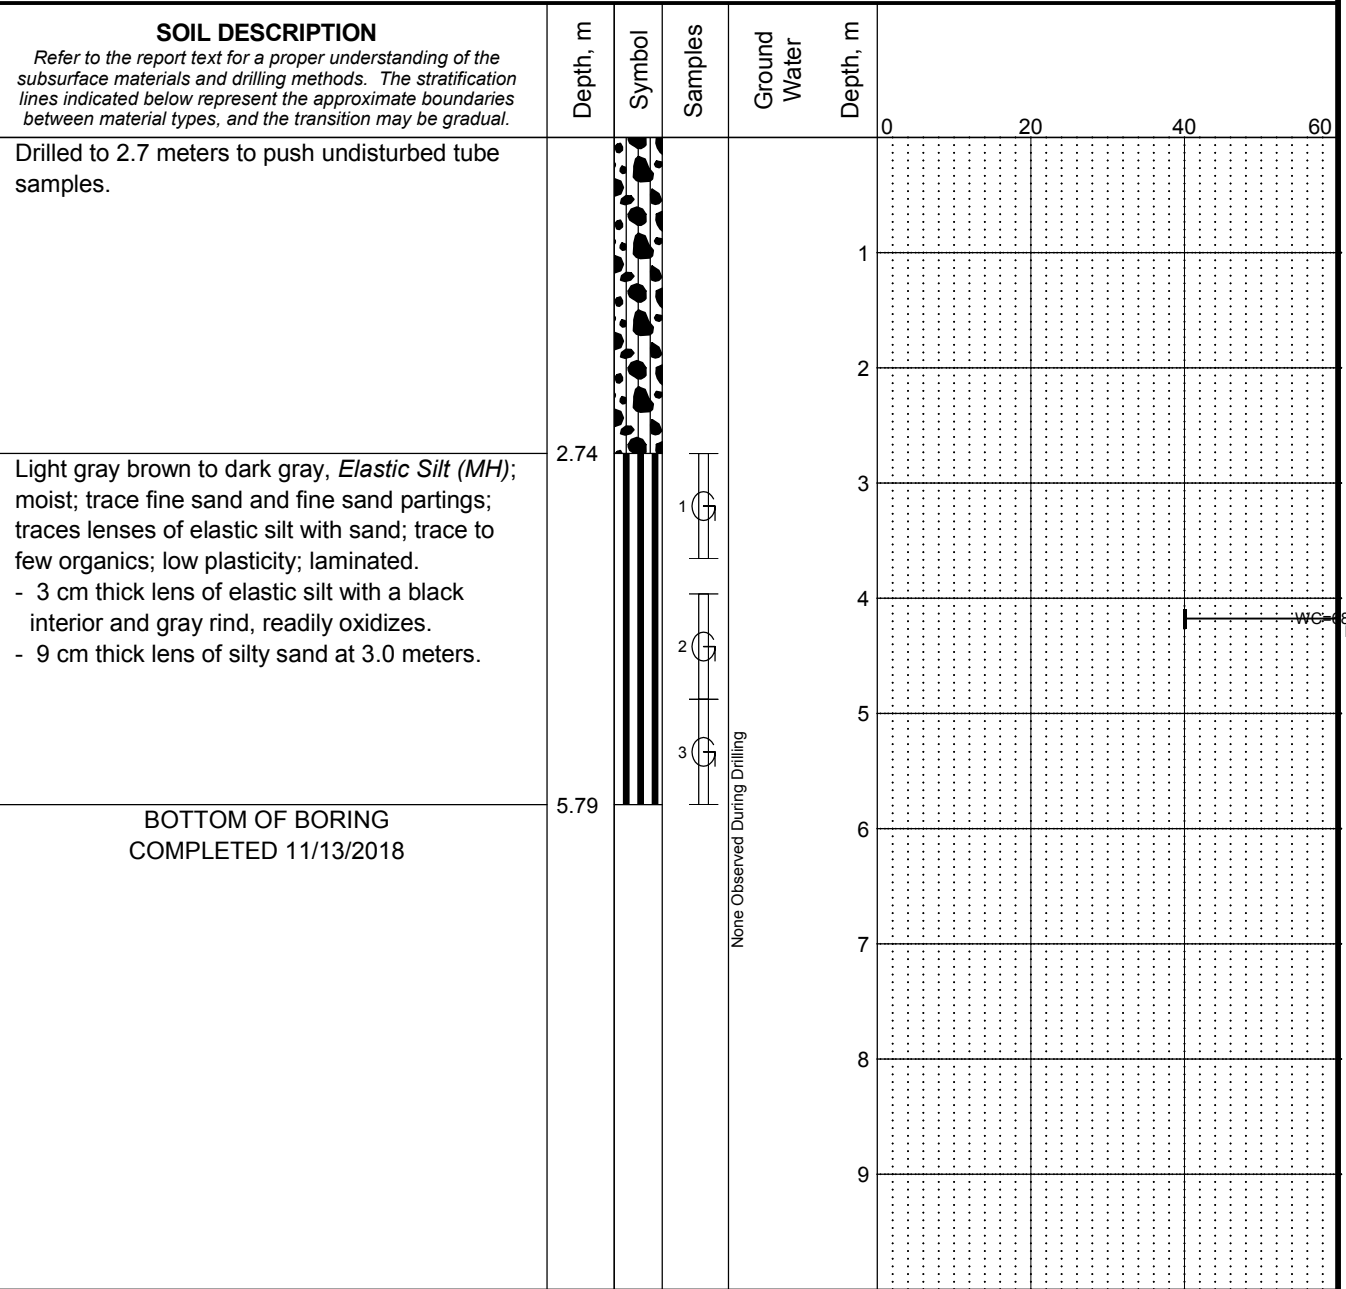 SOIL DESCRIPTION
Refer to the report text for a proper understanding of the
subsurface materials and drilling methods. The stratification
lines indicated below represent the approximate boundaries
between material types, and the transition may be gradual.
Depth, m
Symbol
Samples
Ground
Water
Depth, m
0 20 40 60
Drilled to 2.7 meters to push undisturbed tube
samples.
1
2
2.74
Light gray brown to dark gray, Elastic Silt (MH);
moist; trace fine sand and fine sand partings;
traces lenses of elastic silt with sand; trace to
few organics; low plasticity; laminated.
- 3 cm thick lens of elastic silt with a black
interior and gray rind, readily oxidizes.
- 9 cm thick lens of silty sand at 3.0 meters.
1 G
2 G
3 G
3
4
5
None Observed During Drilling
5.79
BOTTOM OF BORING
COMPLETED 11/13/2018
6
7
8
9